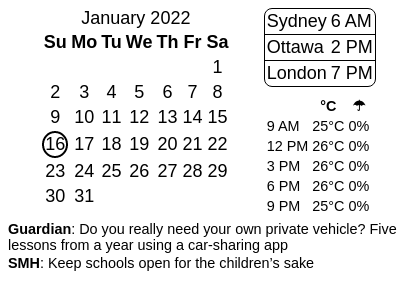 January 2022
Su Mo Tu We Th Fr Sa
1
2 3 4 5 6 7 8
9 10 11 12 13 14 15
16 17 18 19 20 21 22
23 24 25 26 27 28 29
30 31
Sydney 6 AM
Ottawa 2 PM
London 7 PM
°C ☂
9 AM 25°C 0%
12 PM 26°C 0%
3 PM 26°C 0%
6 PM 26°C 0%
9 PM 25°C 0%
Guardian: Do you really need your own private vehicle? Five
lessons from a year using a car-sharing app
SMH: Keep schools open for the children’s sake